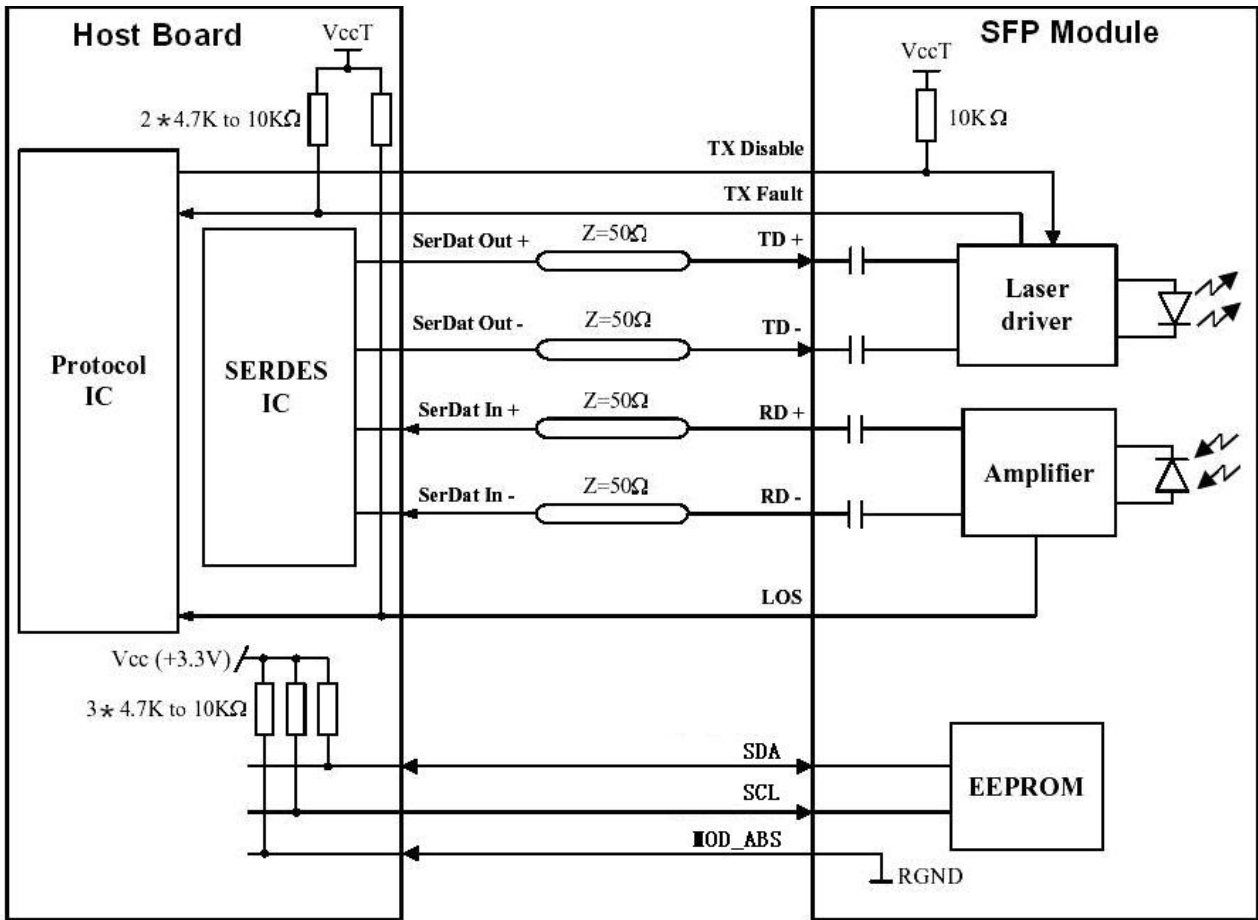 Host Board
SFP Module
VccT
VccT
2*4.7K to 10KΩ
10KΩ
TX Disable
TX Fault
SerDat Out +
Z=50Ω
TD +
SerDat Out -
Z=50Ω
TD -
Laser
driver
Protocol
IC
SERDES
IC
SerDat In +
Z=50Ω
RD +
SerDat In -
Z=50Ω
RD -
Amplifier
LOS
Vcc (+3.3V)
3*4.7K to 10KΩ
SDA
SCL
MOD_ABS
EEPROM
RGND